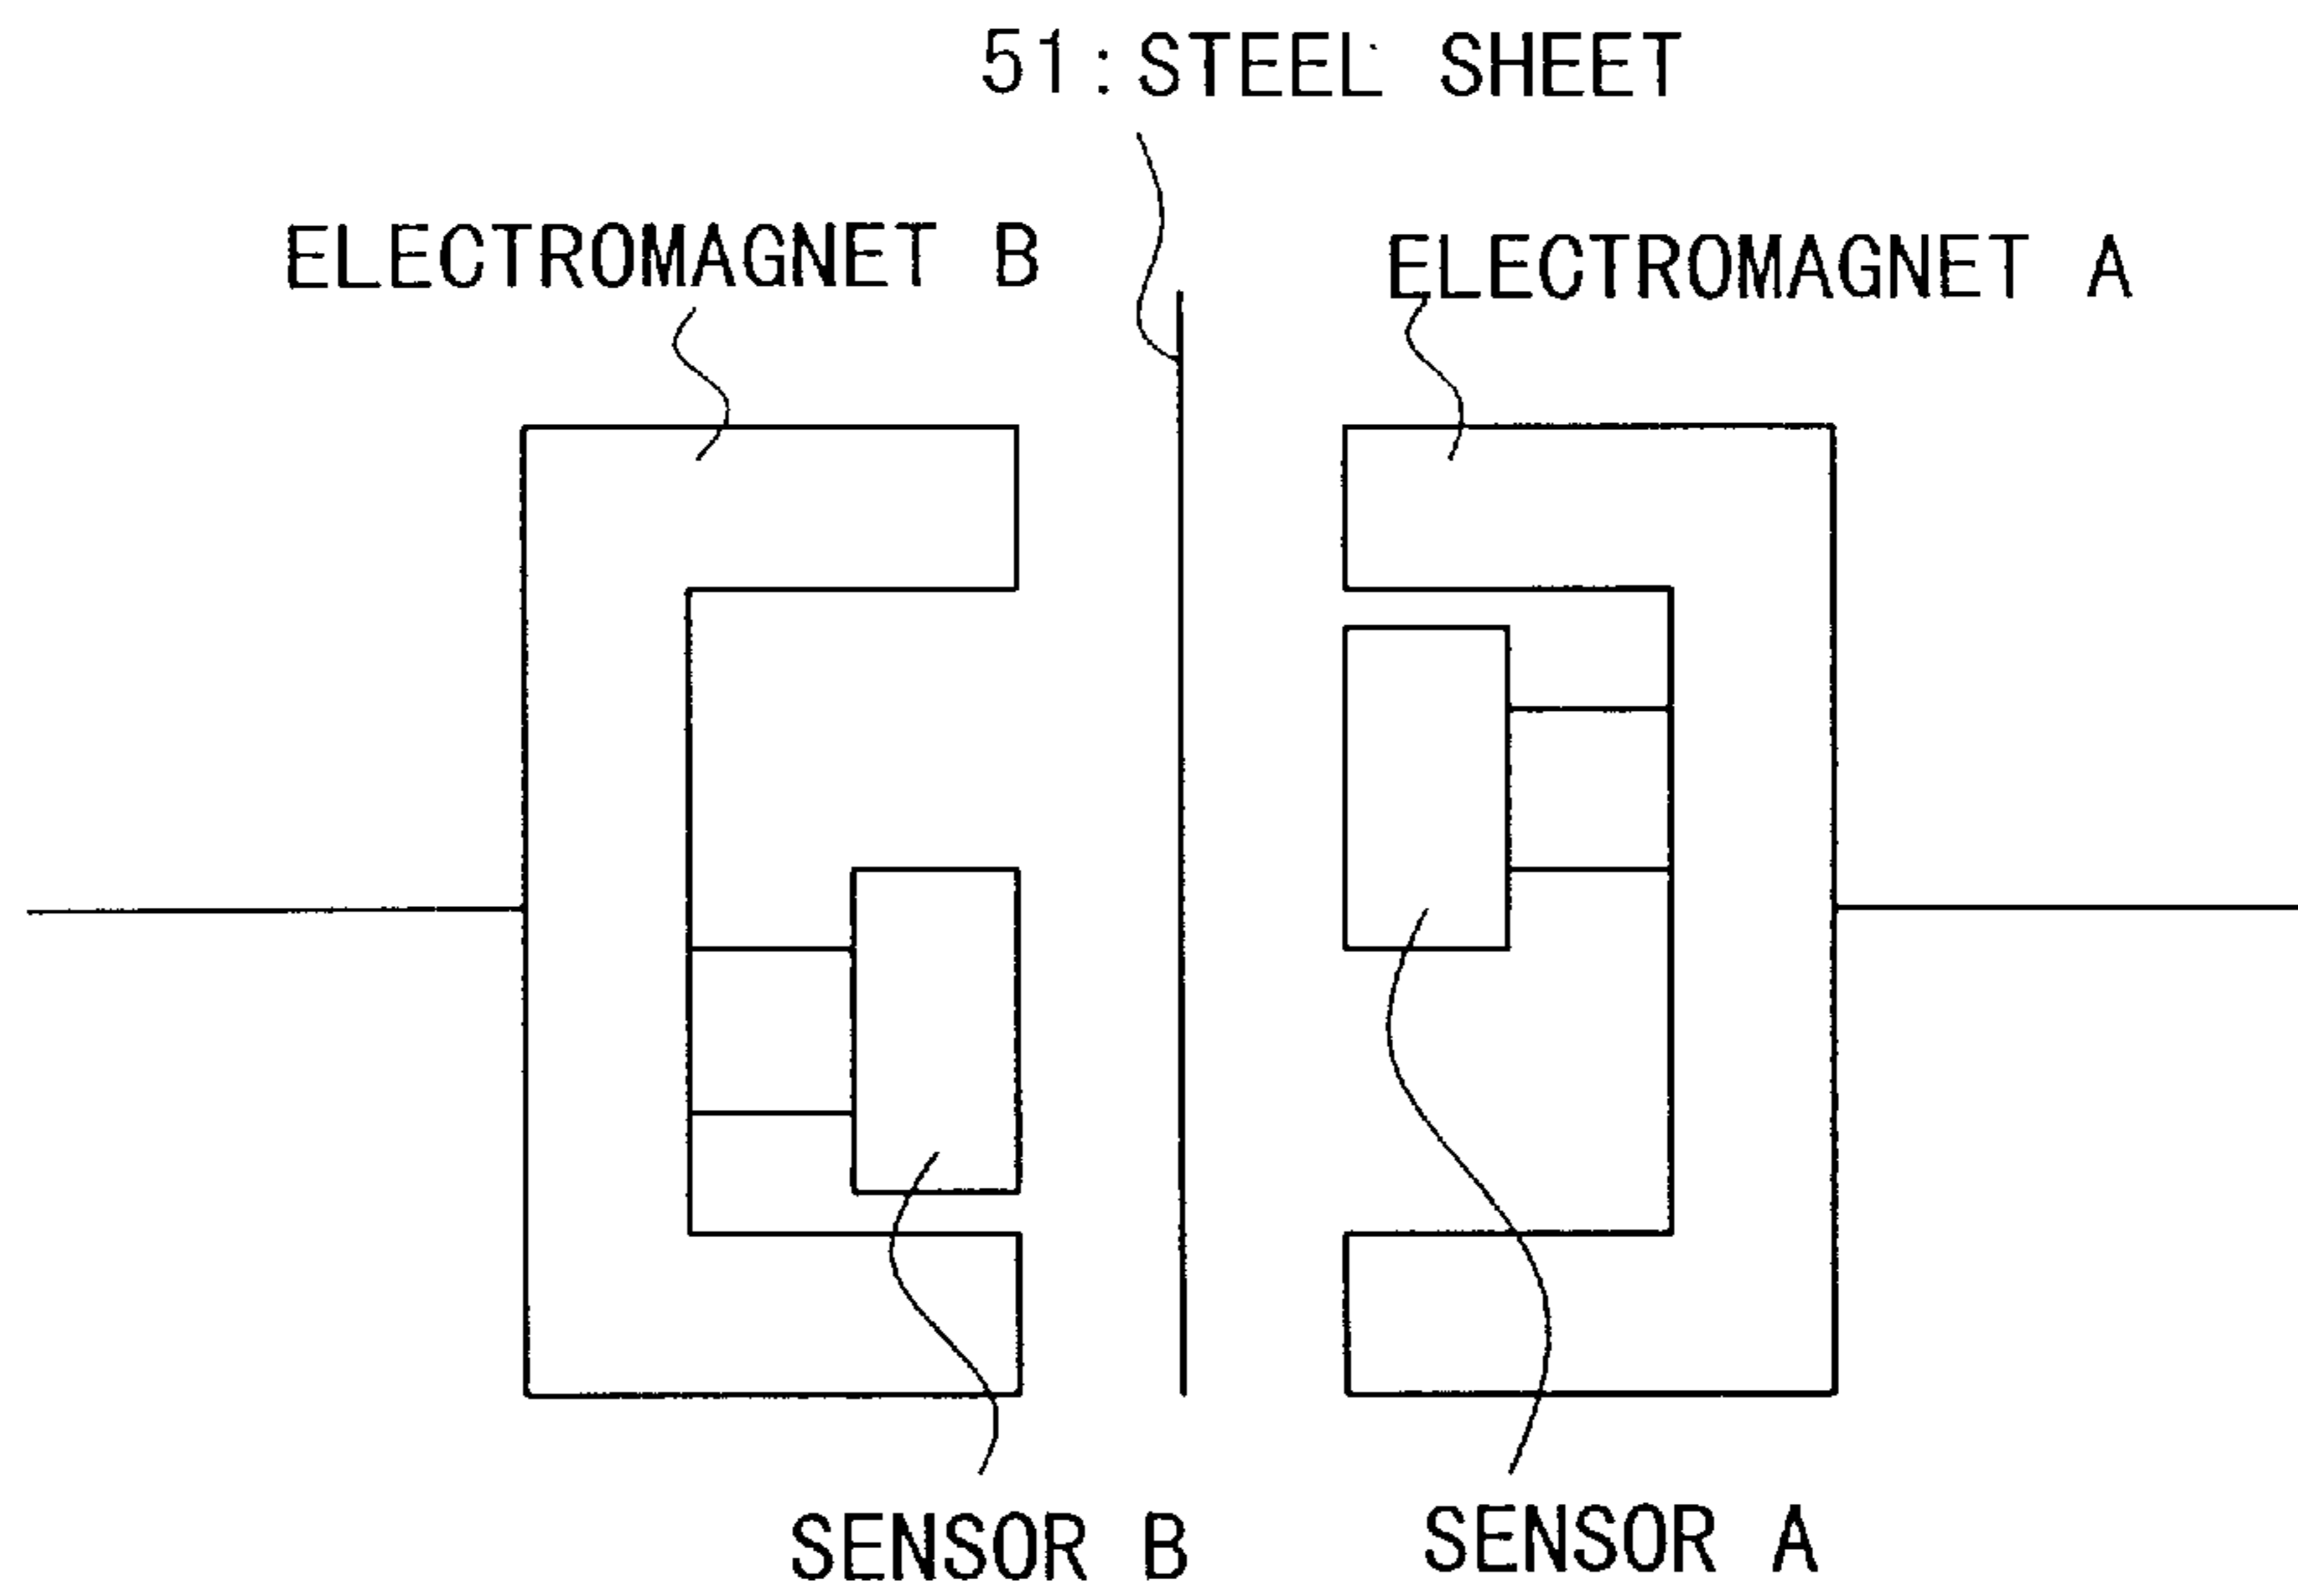 51:STEEL SHEET
ELECTROMAGNET B
ELECTROMAGNET A
SENSOR B
SENSOR A